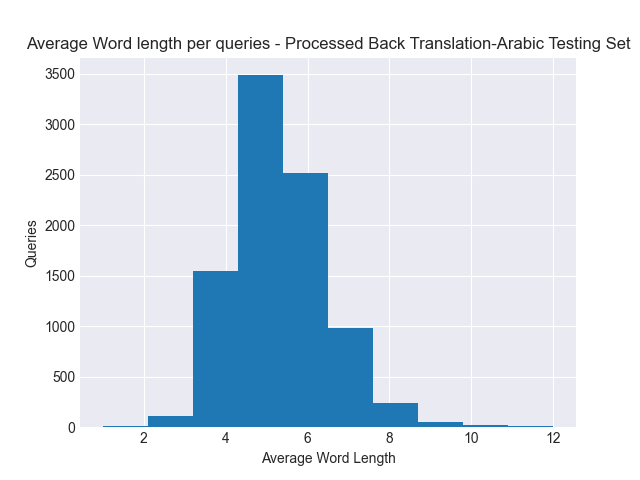 Average Word length per queries - Processed Back Translation-Arabic Testing Set
3500
3000
2500
2000
1500
1000
500
0
Queries
2 4 6 8 10 12
Average Word Length